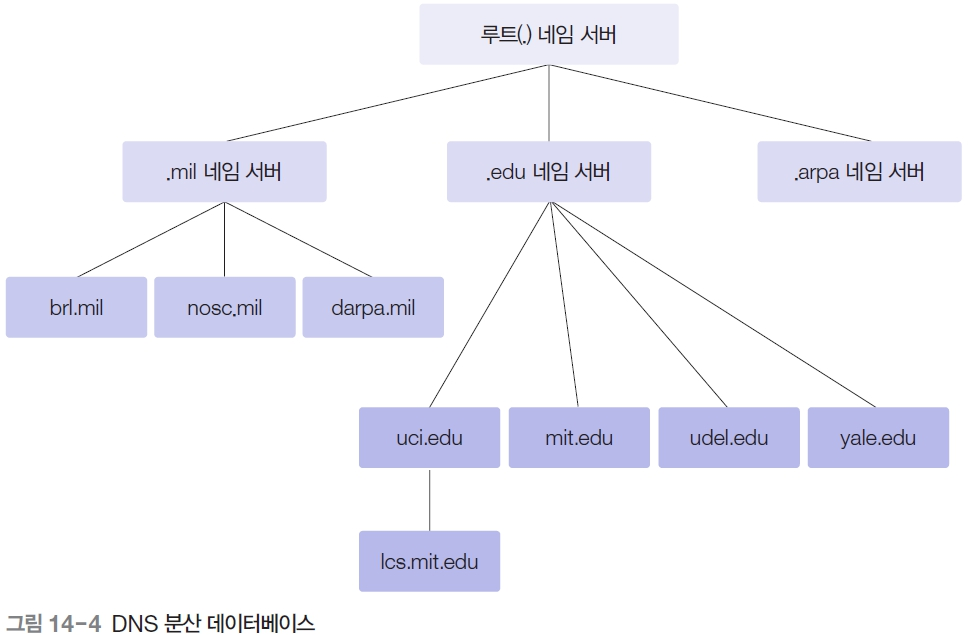 루트(.) 네임 서버
.mil 네임 서버
.edu 네임 서버
.arpa 네임 서버
brl.mil
nosc.mil
darpa.mil
uci.edu
mit.edu
udel.edu
yale.edu
lcs.mit.edu
그림 14-4 DNS 분산 데이터베이스